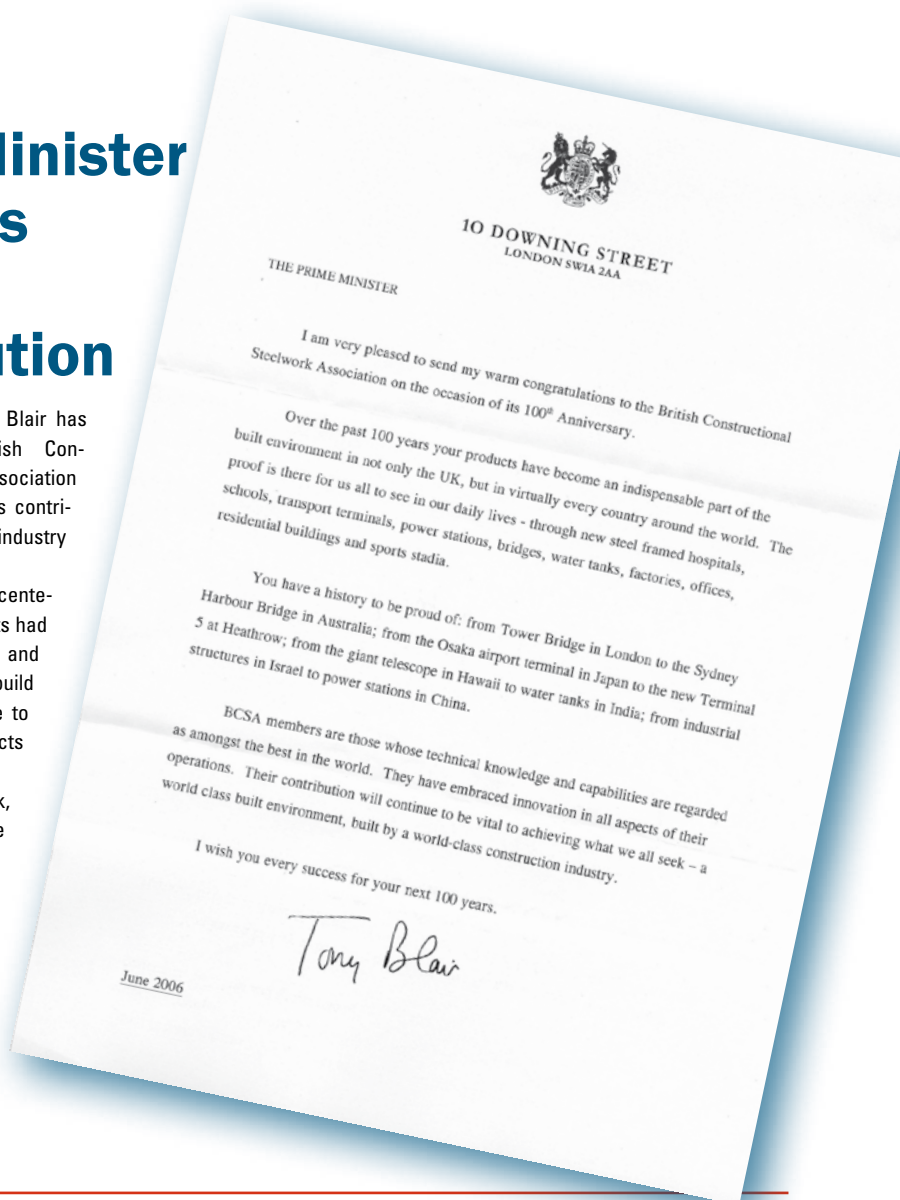 linister
s
ution
Blair has
ish Con-
sociation
s contri-
industry
cente-
ts had
and
build
e to
cts
k,
e
10 DOWNING STREET
LONDON SW1A 2AA
THE PRIME MINISTER
I am very pleased to send my warm congratulations to the British Constructional
Steelwork Association on the occasion of its 100th Anniversary.
Over the past 100 years your products have become an indispensable part of the
built environment in not only the UK, but in virtually every country around the world. The
proof is there for us all to see in our daily lives - through new steel framed hospitals,
schools, transport terminals, power stations, bridges, water tanks, factories, offices,
residential buildings and sports stadia.
You have a history to be proud of: from Tower Bridge in London to the Sydney
Harbour Bridge in Australia; from the Osaka airport terminal in Japan to the new Terminal
5 at Heathrow; from the giant telescope in Hawaii to water tanks in India; from industrial
structures in Israel to power stations in China.
BCSA members are those whose technical knowledge and capabilities are regarded
as amongst the best in the world. They have embraced innovation in all aspects of their
operations. Their contribution will continue to be vital to achieving what we all seek – a
world class built environment, built by a world-class construction industry.
I wish you every success for your next 100 years.
Tony Blair
June 2006